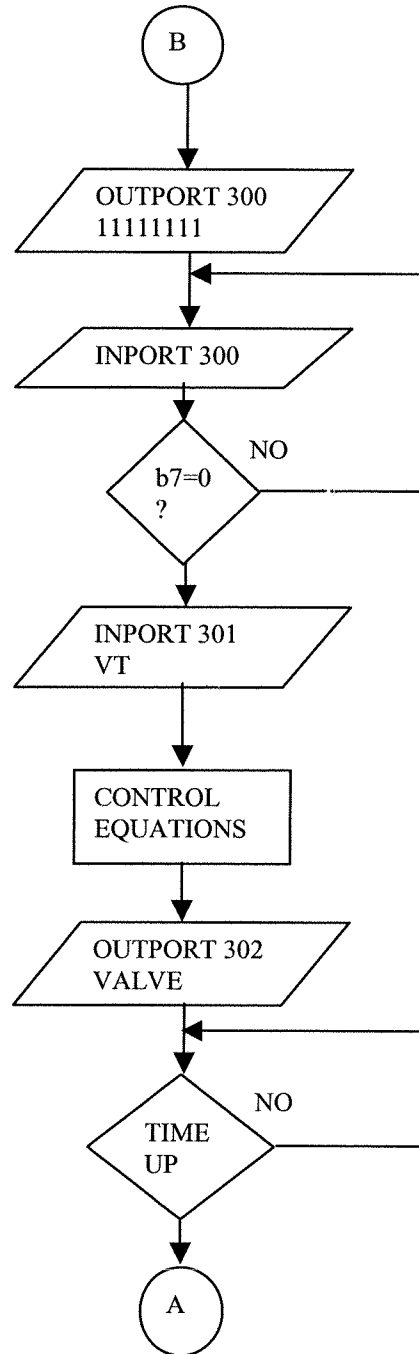 B
OUTPORT 300
11111111
INPORT 300
NO
b7=0
?
INPORT 301
VT
CONTROL
EQUATIONS
OUTPORT 302
VALVE
NO
TIME
UP
A